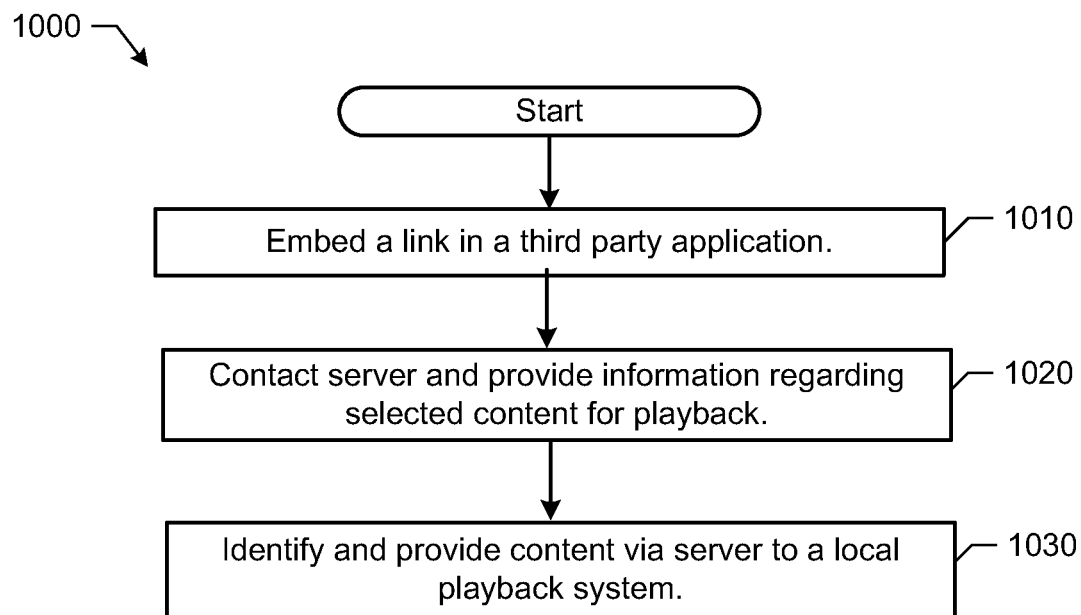 1000
Start
Embed a link in a third party application.
1010
Contact server and provide information regarding
selected content for playback.
1020
Identify and provide content via server to a local
playback system.
1030